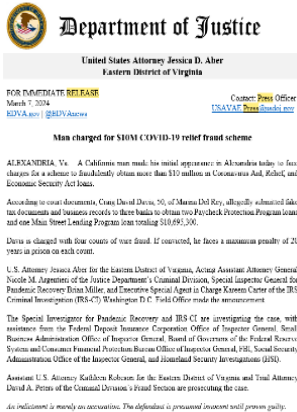 Department of Justice
United States Attorney Jessica D. Aber
Eastern District of Virginia
FOR IMMEDIATE RELEASE
March 7, 2024
EDVA.gov | @EDVAnews
Contact: Press Officer
USAVAE.Press@usdoj.gov
Man charged for $10M COVID-19 relief fraud scheme
ALEXANDRIA, Va. A California man made his initial appearance in Alexandria today to face
charges for a scheme to fraudulently obtain more than $10 million in Coronavirus Aid, Relief, and
Economic Security Act loans.
According to court documents, Craig David Davis, 50, of Marina Del Rey, allegedly submitted fake
tax documents and business records to three banks to obtain two Paycheck Protection Program loans
and one Main Street Lending Program loan totaling $10,695,300.
Davis is charged with four counts of wire fraud. If convicted, he faces a maximum penalty of 20
years in prison on each count.
U.S. Attorney Jessica Aber for the Eastern District of Virginia, Acting Assistant Attorney General
Nicole M. Argentieri of the Justice Department's Criminal Division, Special Inspector General for
Pandemic Recovery Brian Miller, and Executive Special Agent in Charge Kareem Carter of the IRS
Criminal Investigation (IRS-CI) Washington D.C. Field Office made the announcement.
The Special Investigator for Pandemic Recovery and IRS-CI are investigating the case, with
assistance from the Federal Deposit Insurance Corporation Office of Inspector General, Small
Business Administration Office of Inspector General, Board of Governors of the Federal Reserve
System and Consumer Financial Protection Bureau Office of Inspector General, FBI, Social Security
Administration Office of the Inspector General, and Homeland Security Investigations (HSI).
Assistant U.S. Attorney Kathleen Robeson for the Eastern District of Virginia and Trial Attorney
David A. Peters of the Criminal Division's Fraud Section are prosecuting the case.
An indictment is merely an accusation. The defendant is presumed innocent until proven guilty.